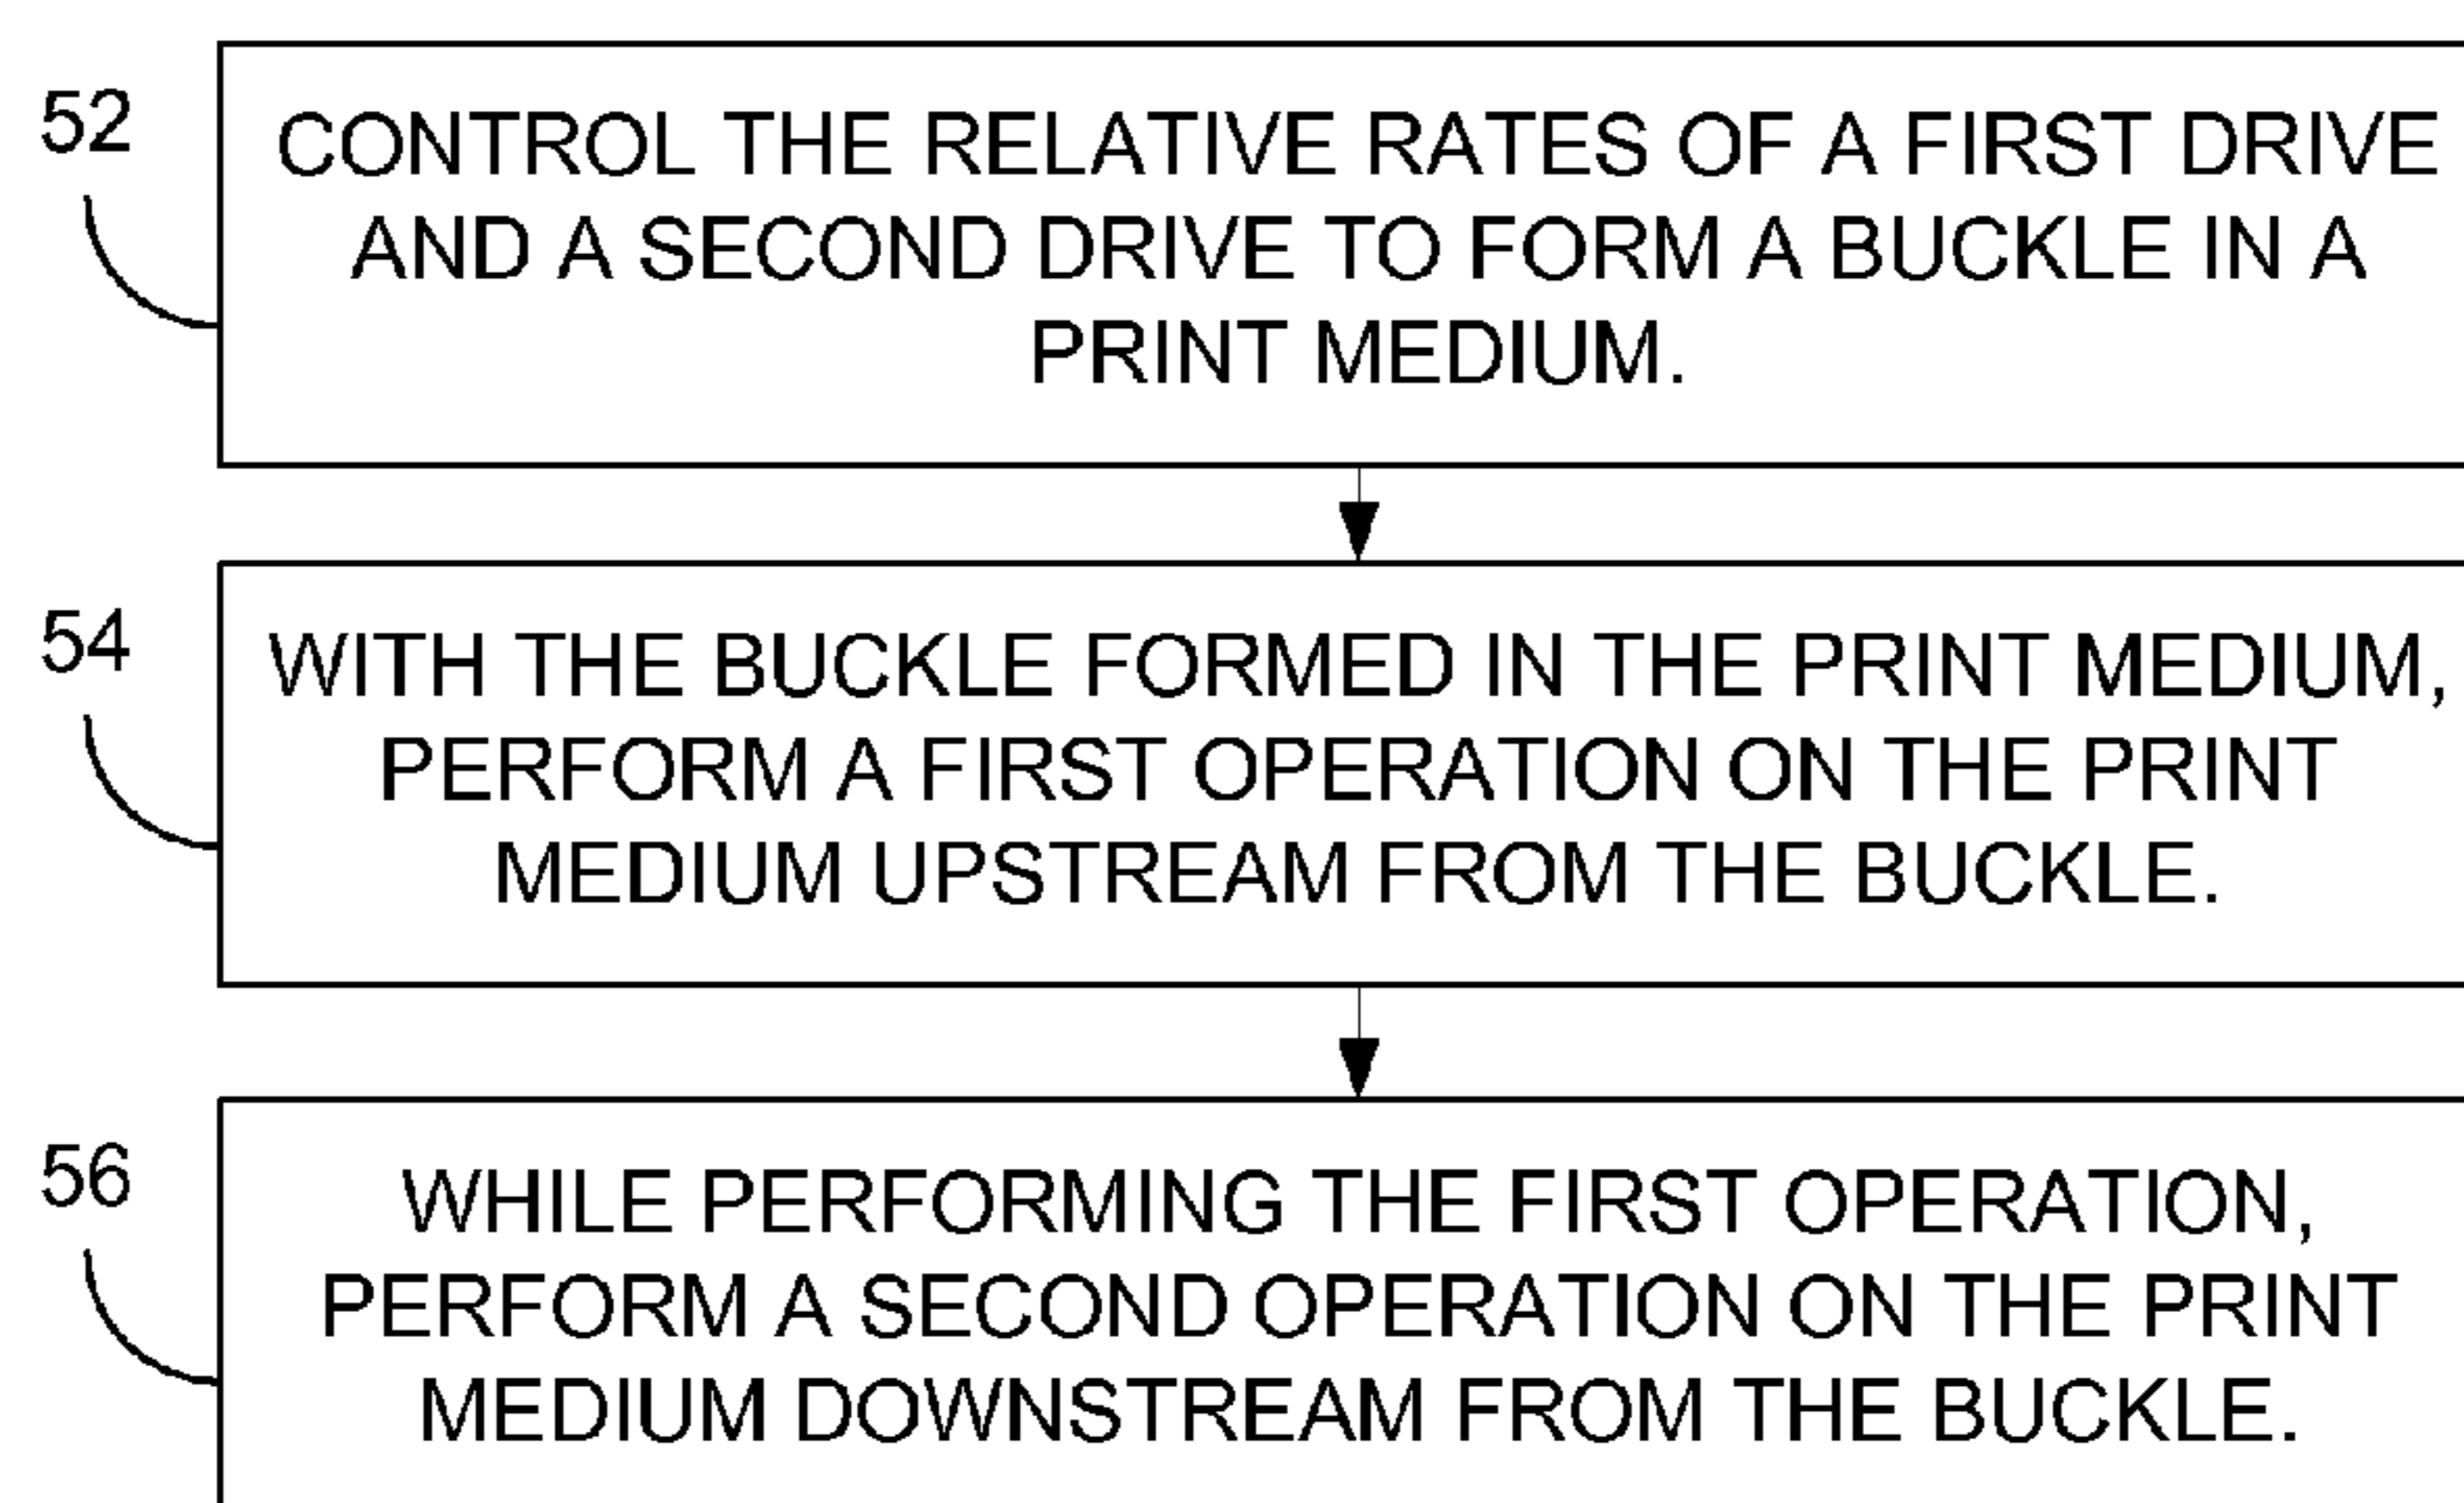 52
CONTROL THE RELATIVE RATES OF A FIRST DRIVE
AND A SECOND DRIVE TO FORM A BUCKLE IN A
PRINT MEDIUM.
54
WITH THE BUCKLE FORMED IN THE PRINT MEDIUM,
PERFORM A FIRST OPERATION ON THE PRINT
MEDIUM UPSTREAM FROM THE BUCKLE.
56
WHILE PERFORMING THE FIRST OPERATION,
PERFORM A SECOND OPERATION ON THE PRINT
MEDIUM DOWNSTREAM FROM THE BUCKLE.